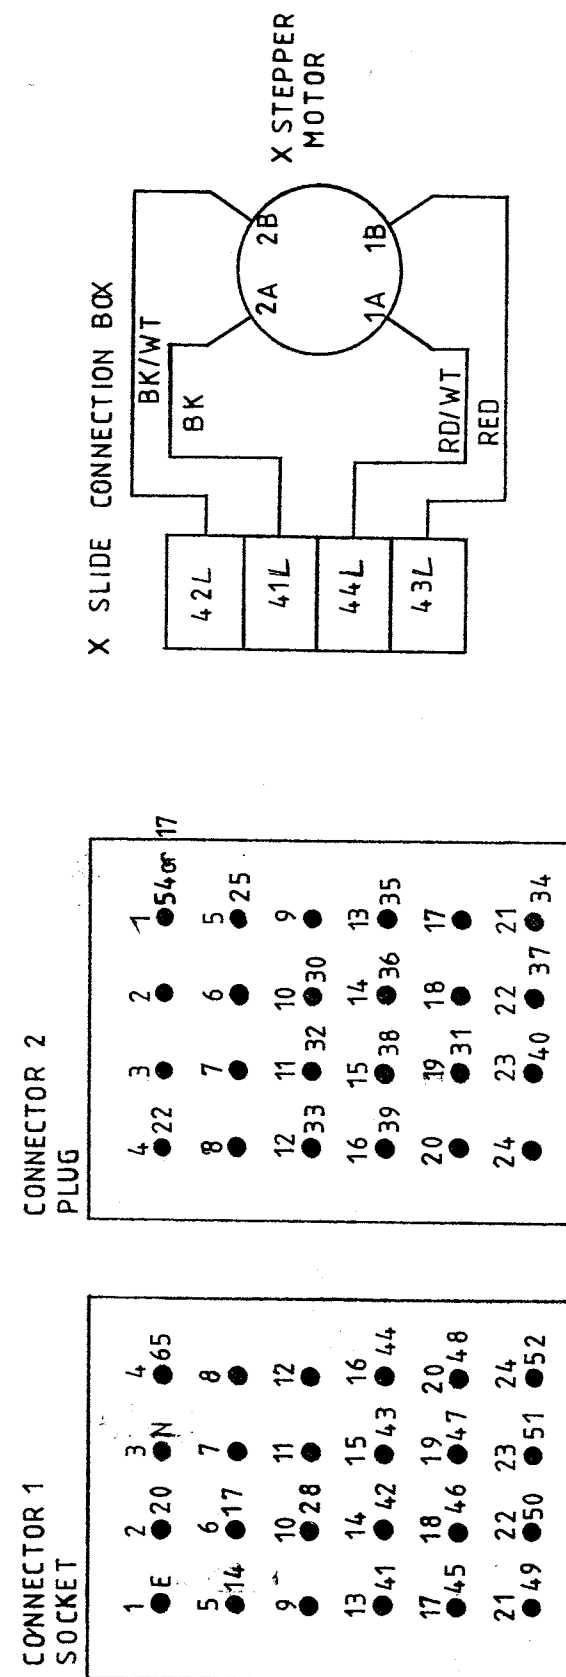 CONNECTOR 1
SOCKET
1 2 3 4
E 20 N 65
5 6 7 8
14 17
9 10 11 12
28
13 14 15 16
41 42 43 44
17 18 19 20
45 46 47 48
21 22 23 24
49 50 51 52
CONNECTOR 2
PLUG
4 3 2 1
22 54 or 17
8 7 6 5
25
12 11 10 9
33 32 30
16 15 14 13
39 38 36 35
20 19 18 17
31
24 23 22 21
40 37 34
X SLIDE CONNECTION BOX
42L
41L
44L
43L
BK/WT
BK
RD/WT
RED
2A 2B
1A 1B
X STEPPER
MOTOR